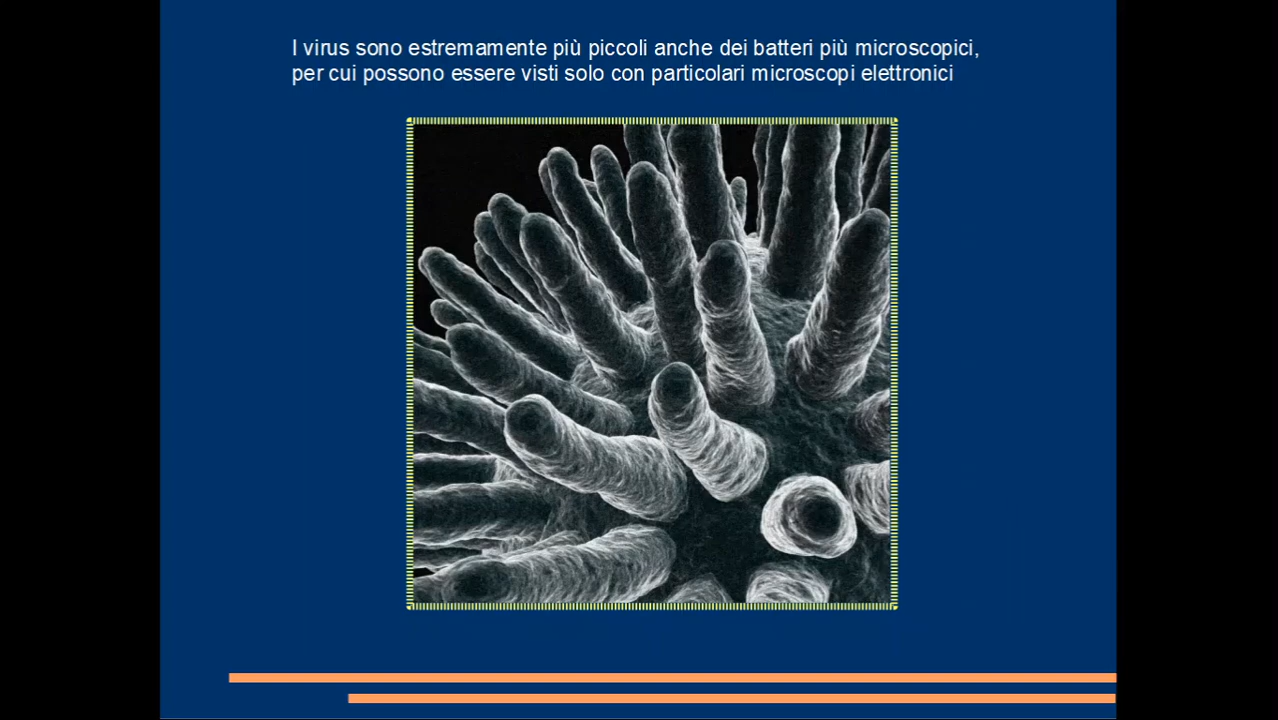 I virus sono estremamente più piccoli anche dei batteri più microscopici,
per cui possono essere visti solo con particolari microscopi elettronici